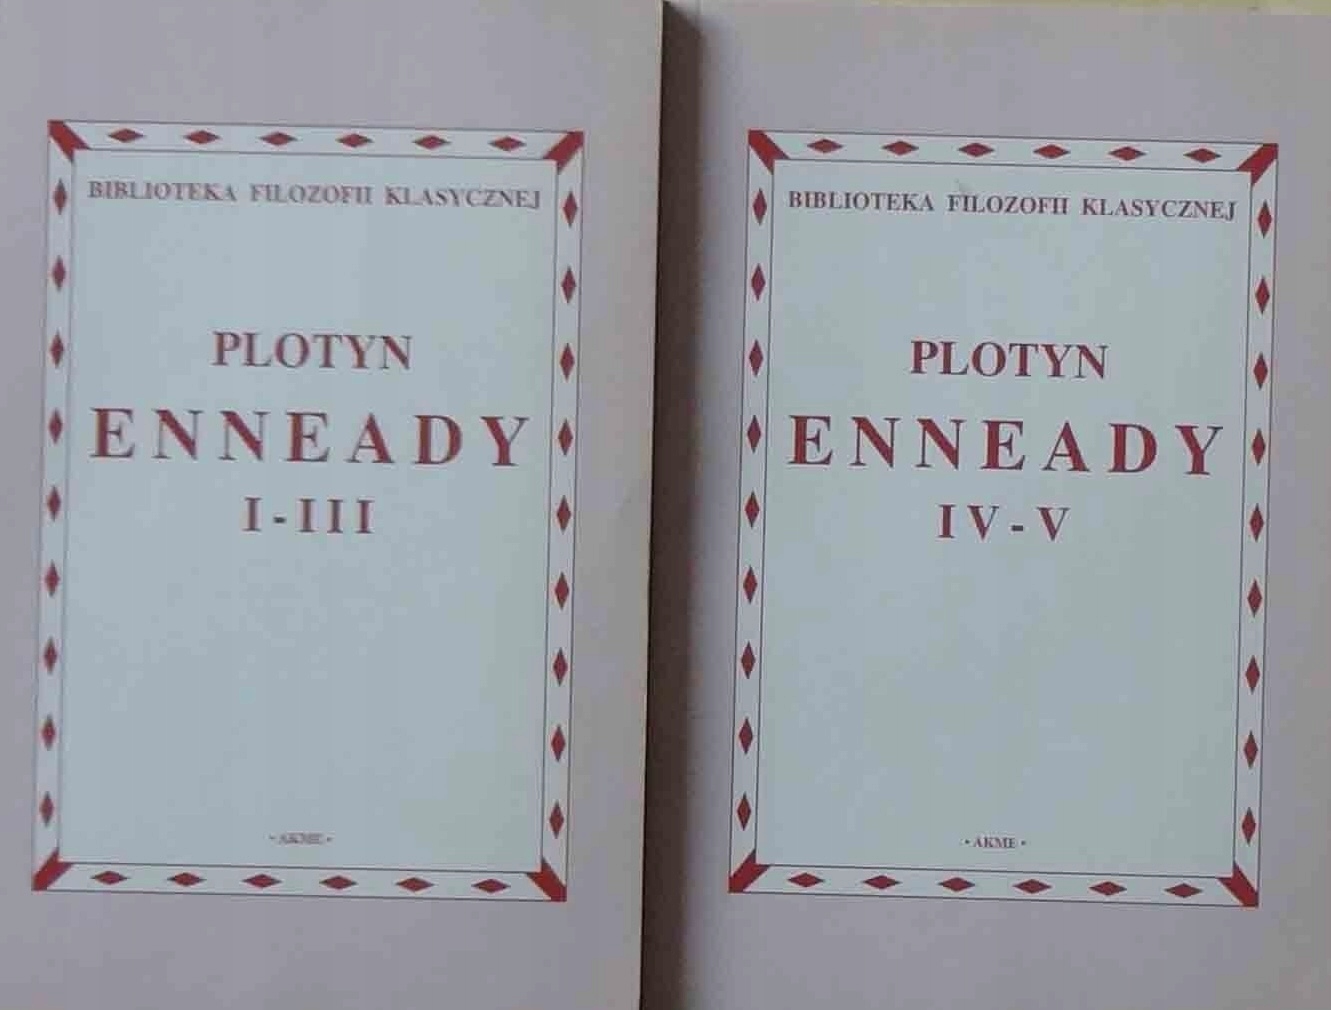 BIBLIOTEKA FILOZOFII KLASYCZNEJ
PLOTYN
ENNEADY
I-III
• AKME •
BIBLIOTEKA FILOZOFII KLASYCZNEJ
PLOTYN
ENNEADY
IV-V
• AKME •